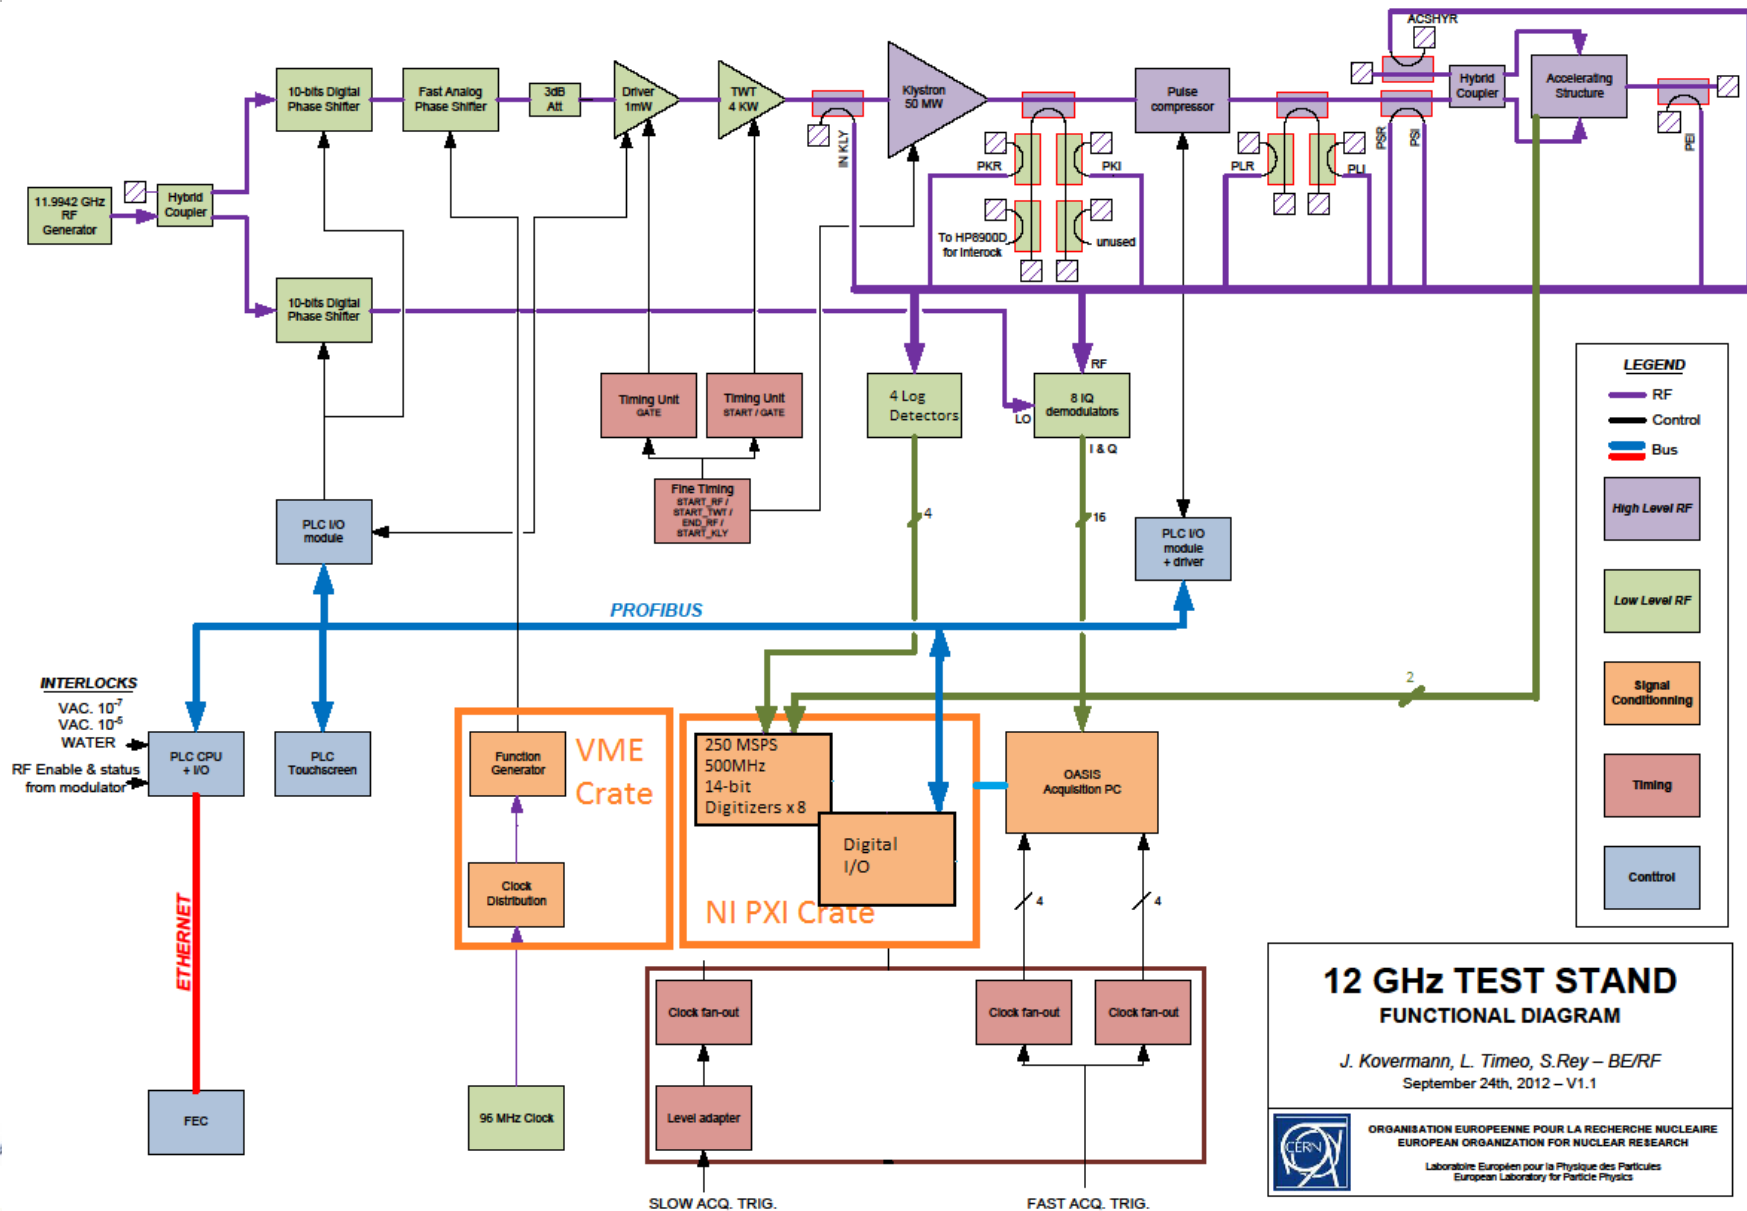 ACSHYR
10-bits Digital
Phase Shifter
Fast Analog
Phase Shifter
3dB
Att
Driver
1mW
TWT
4 KW
Klystron
50 MW
Pulse
compressor
Hybrid
Coupler
Accelerating
Structure
IN KLY
PKR
PKI
PLR
PLI
PSR
PSI
PEI
11.9942 GHz
RF
Generator
Hybrid
Coupler
To HP8900D
for Interock
unused
10-bits Digital
Phase Shifter
Timing Unit
GATE
Timing Unit
START / GATE
4 Log
Detectors
RF
8 IQ
demodulators
LO
I & Q
LEGEND
RF
Control
Bus
High Level RF
Low Level RF
Signal
Conditionning
Timing
Conttrol
Fine Timing
START_RF /
START_TWT /
END_RF /
START_KLY
4
16
PLC I/O
module
PLC I/O
module
+ driver
PROFIBUS
2
INTERLOCKS
VAC. 10-7
VAC. 10-5
WATER
RF Enable & status
from modulator
PLC CPU
+ I/O
PLC
Touchscreen
Function
Generator
VME
Crate
250 MSPS
500MHz
14-bit
Digitizers x 8
Digital
I/O
NI PXI Crate
OASIS
Acquisition PC
Clock
Distribution
4
4
ETHERNET
Clock fan-out
Clock fan-out
Clock fan-out
FEC
96 MHz Clock
Level adapter
SLOW ACQ. TRIG.
FAST ACQ. TRIG.
12 GHz TEST STAND
FUNCTIONAL DIAGRAM
J. Kovermann, L. Timeo, S.Rey – BE/RF
September 24th, 2012 – V1.1
CERN
ORGANISATION EUROPEENNE POUR LA RECHERCHE NUCLEAIRE
EUROPEAN ORGANIZATION FOR NUCLEAR RESEARCH
Laboratoire Européen pour la Physique des Particules
European Laboratory for Particle Physics